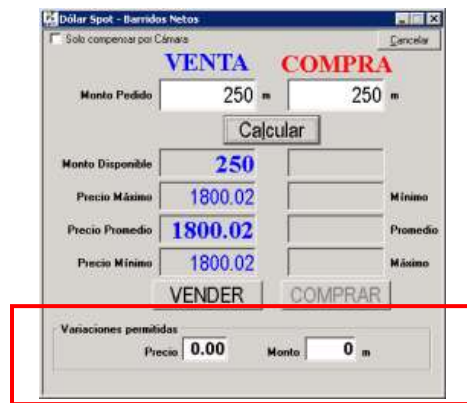 Dólar Spot - Barridos Netos
Solo compensar por Cámara
Cancelar
VENTA COMPRA
Monto Pedido 250 m 250 m
Calcular
Monto Disponible 250
Precio Máximo 1800.02 Mínimo
Precio Promedio 1800.02 Promedio
Precio Mínimo 1800.02 Máximo
VENDER COMPRAR
Variaciones permitidas
Precio 0.00 Monto 0 m